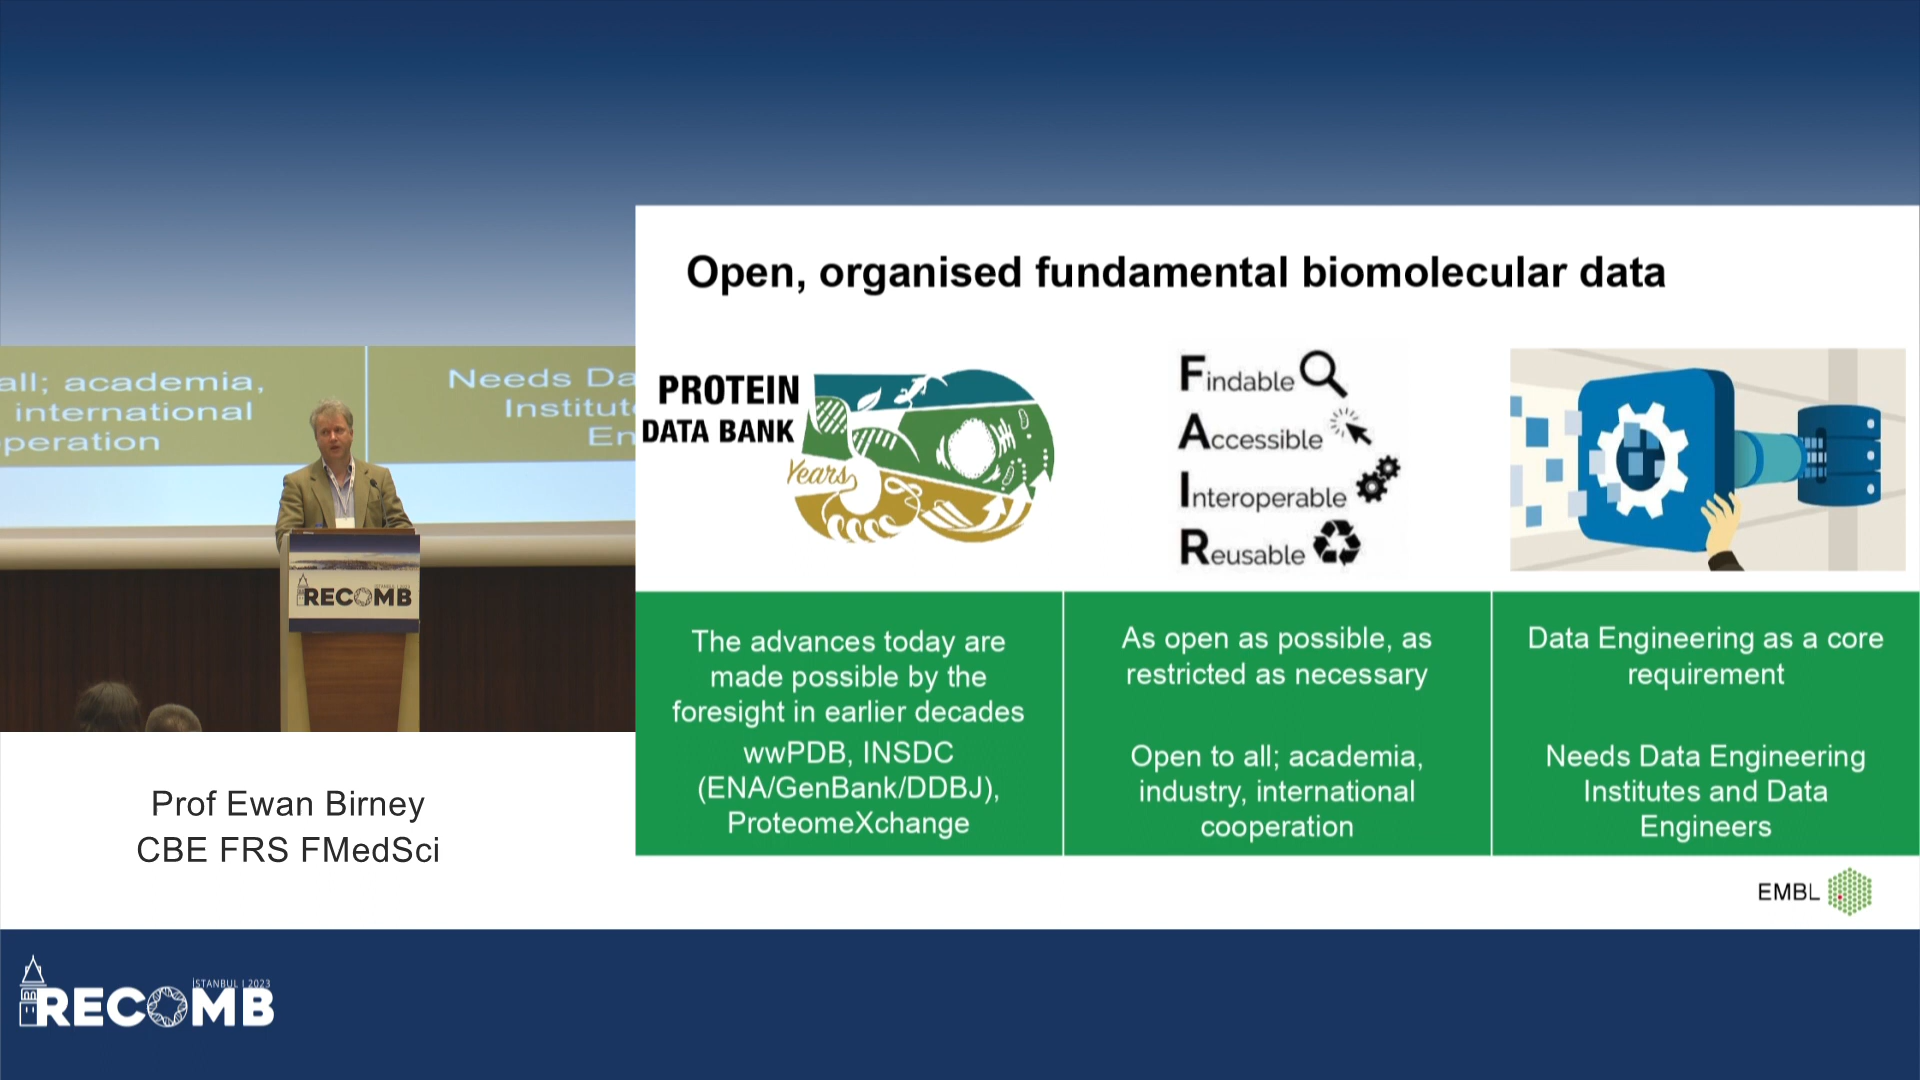 Open, organised fundamental biomolecular data
PROTEIN
DATA BANK
Years
Findable
Accessible
Interoperable
Reusable
The advances today are
made possible by the
foresight in earlier decades
wwPDB, INSDC
(ENA/GenBank/DDBJ),
ProteomeXchange
As open as possible, as
restricted as necessary
Open to all; academia,
industry, international
cooperation
Data Engineering as a core
requirement
Needs Data Engineering
Institutes and Data
Engineers
EMBL
all; academia,
international
peration
Needs Da
Institut
En
ISTANBUL | 2023
RECOMB
Prof Ewan Birney
CBE FRS FMedSci
İSTANBUL | 2023
RECOMB